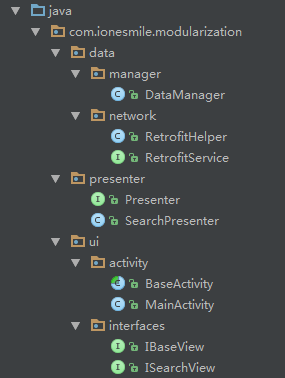 java
com.ionesmile.modularization
data
manager
DataManager
network
RetrofitHelper
RetrofitService
presenter
Presenter
SearchPresenter
ui
activity
BaseActivity
MainActivity
interfaces
IBaseView
ISearchView